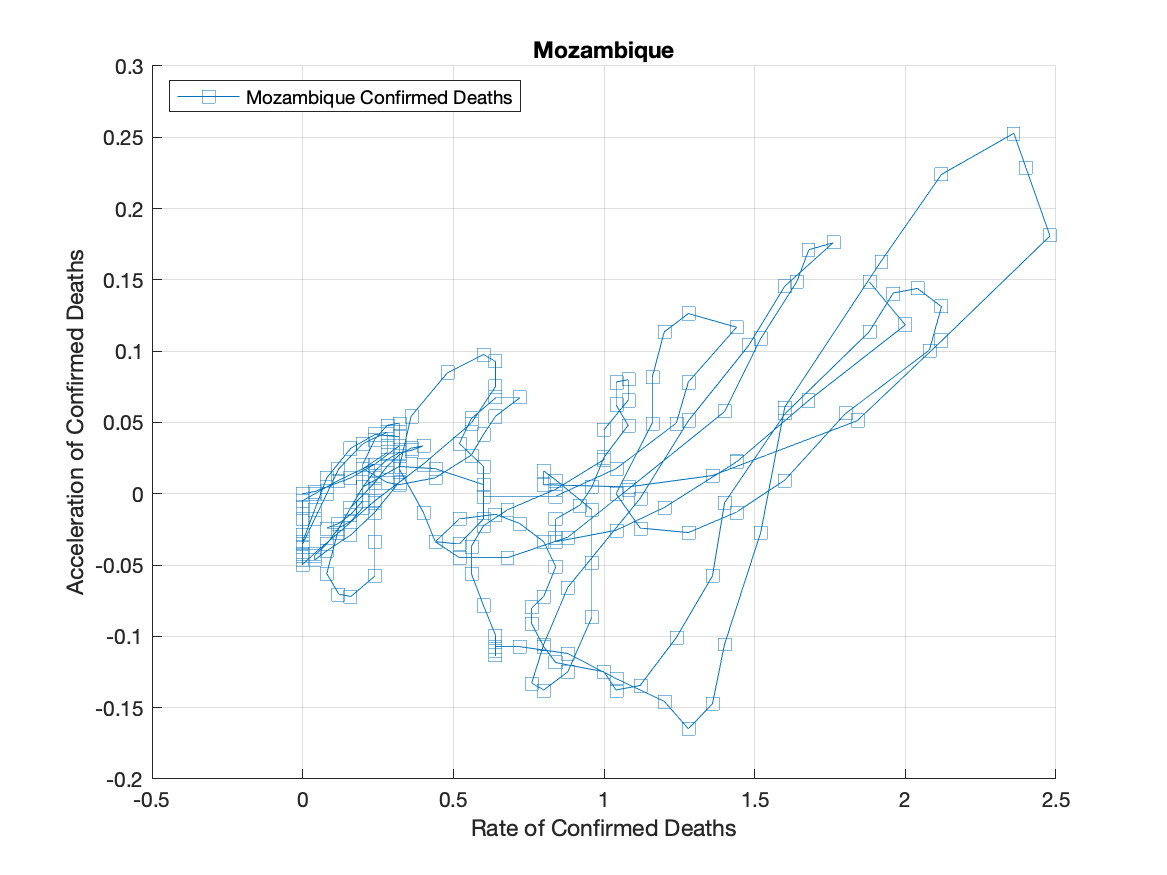 Mozambique
0.3
Mozambique Confirmed Deaths
0.25
0.2
0.15
0.1
0.05
0
-0.05
-0.1
-0.15
-0.2
Acceleration of Confirmed Deaths
-0.5 0 0.5 1 1.5 2 2.5
Rate of Confirmed Deaths